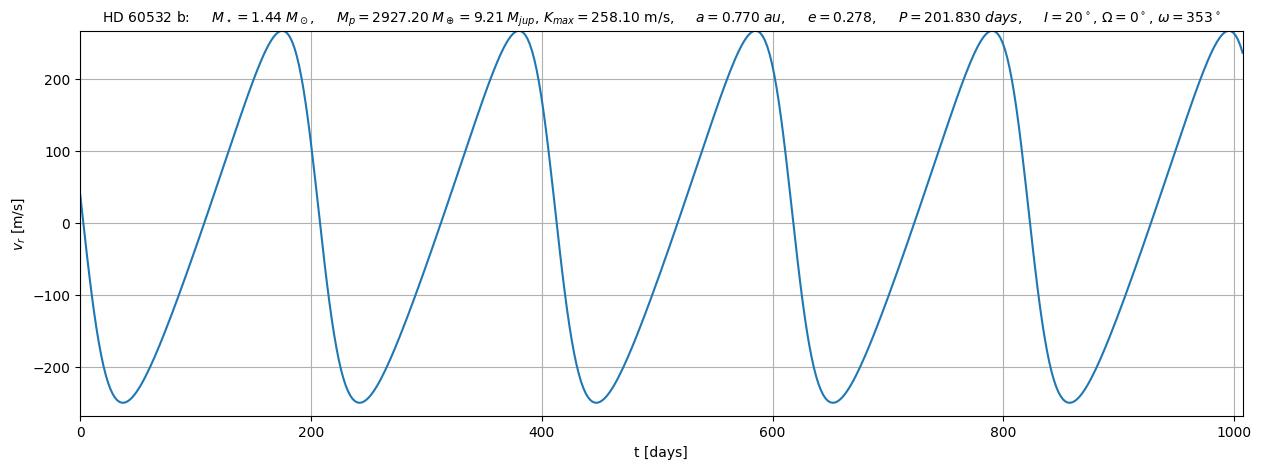 HD 60532 b: M⋆ = 1.44 M⊙, Mp = 2927.20 M⊕ = 9.21 Mjup, Kmax = 258.10 m/s, a = 0.770 au, e = 0.278, P = 201.830 days, I = 20°, Ω = 0°, ω = 353°
200
100
0
−100
−200
vr [m/s]
0 200 400 600 800 1000
t [days]